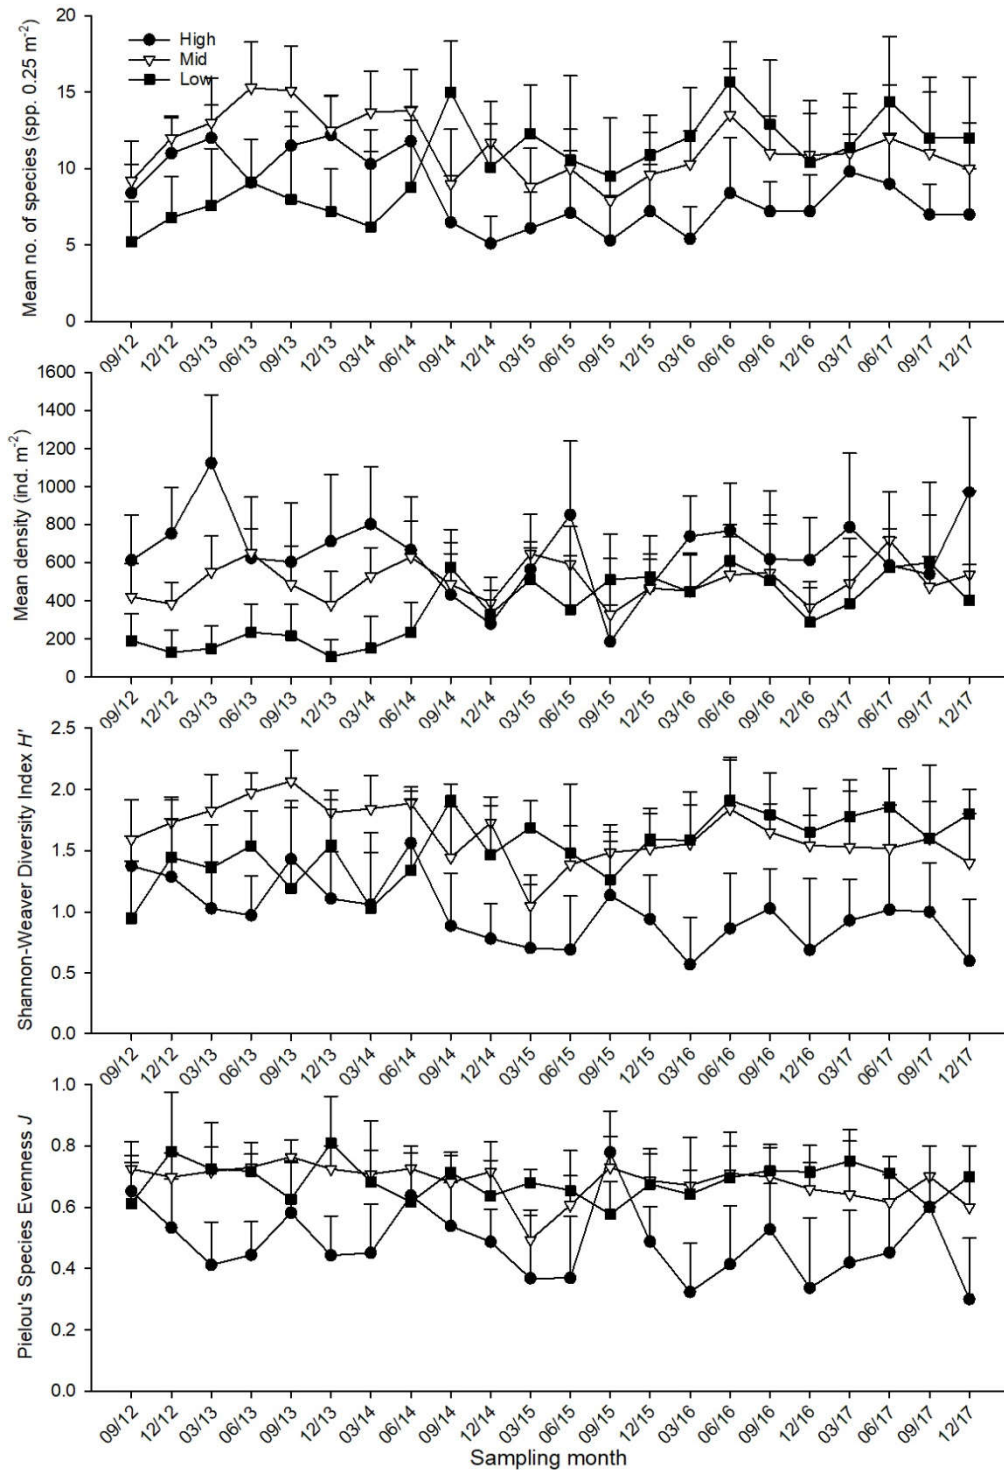 20
15
10
5
0
Mean no. of species (spp. 0.25 m⁻²)
High
Mid
Low
09/12 12/12 03/13 06/13 09/13 12/13 03/14 06/14 09/14 12/14 03/15 06/15 09/15 12/15 03/16 06/16 09/16 12/16 03/17 06/17 09/17 12/17
1600
1400
1200
1000
800
600
400
200
0
Mean density (ind. m⁻²)
09/12 12/12 03/13 06/13 09/13 12/13 03/14 06/14 09/14 12/14 03/15 06/15 09/15 12/15 03/16 06/16 09/16 12/16 03/17 06/17 09/17 12/17
2.5
2.0
1.5
1.0
0.5
0.0
Shannon-Weaver Diversity Index H'
09/12 12/12 03/13 06/13 09/13 12/13 03/14 06/14 09/14 12/14 03/15 06/15 09/15 12/15 03/16 06/16 09/16 12/16 03/17 06/17 09/17 12/17
1.0
0.8
0.6
0.4
0.2
0.0
Pielou's Species Evenness J
09/12 12/12 03/13 06/13 09/13 12/13 03/14 06/14 09/14 12/14 03/15 06/15 09/15 12/15 03/16 06/16 09/16 12/16 03/17 06/17 09/17 12/17
Sampling month